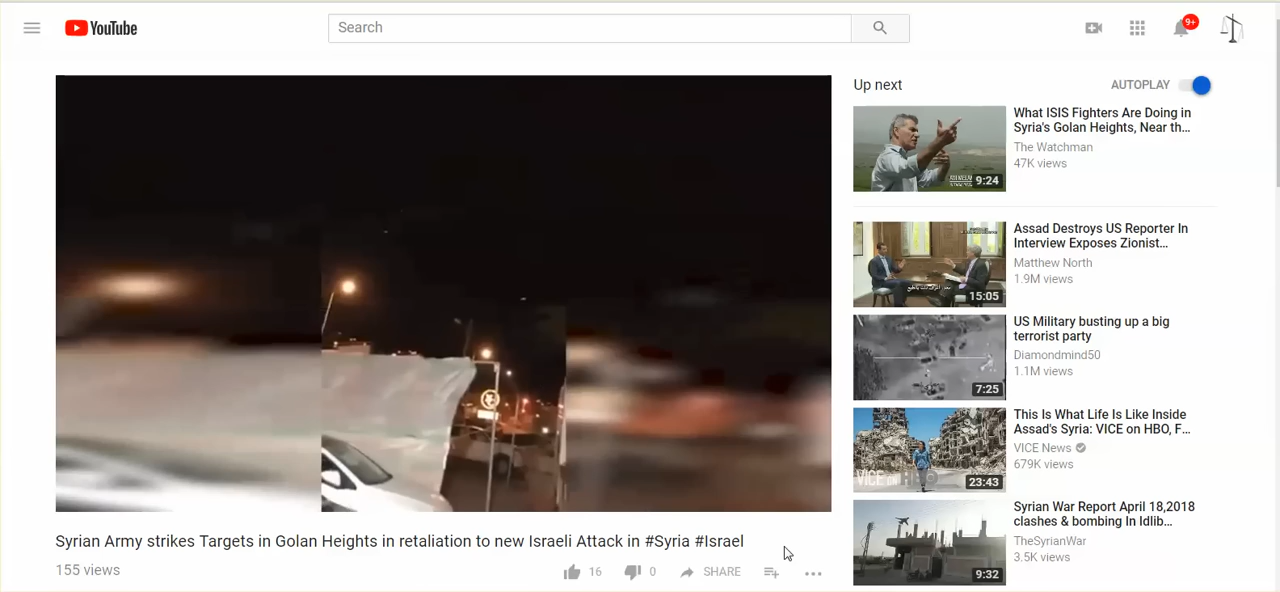 YouTube
Search
9+
Up next
AUTOPLAY
9:24
What ISIS Fighters Are Doing in
Syria's Golan Heights, Near th...
The Watchman
47K views
15:05
Assad Destroys US Reporter In
Interview Exposes Zionist...
Matthew North
1.9M views
7:25
US Military busting up a big
terrorist party
Diamondmind50
1.1M views
VICE on HBO
23:43
This Is What Life Is Like Inside
Assad's Syria: VICE on HBO, F...
VICE News
679K views
9:32
Syrian War Report April 18,2018
clashes & bombing In Idlib...
TheSyrianWar
3.5K views
Syrian Army strikes Targets in Golan Heights in retaliation to new Israeli Attack in #Syria #Israel
155 views
16
0
SHARE